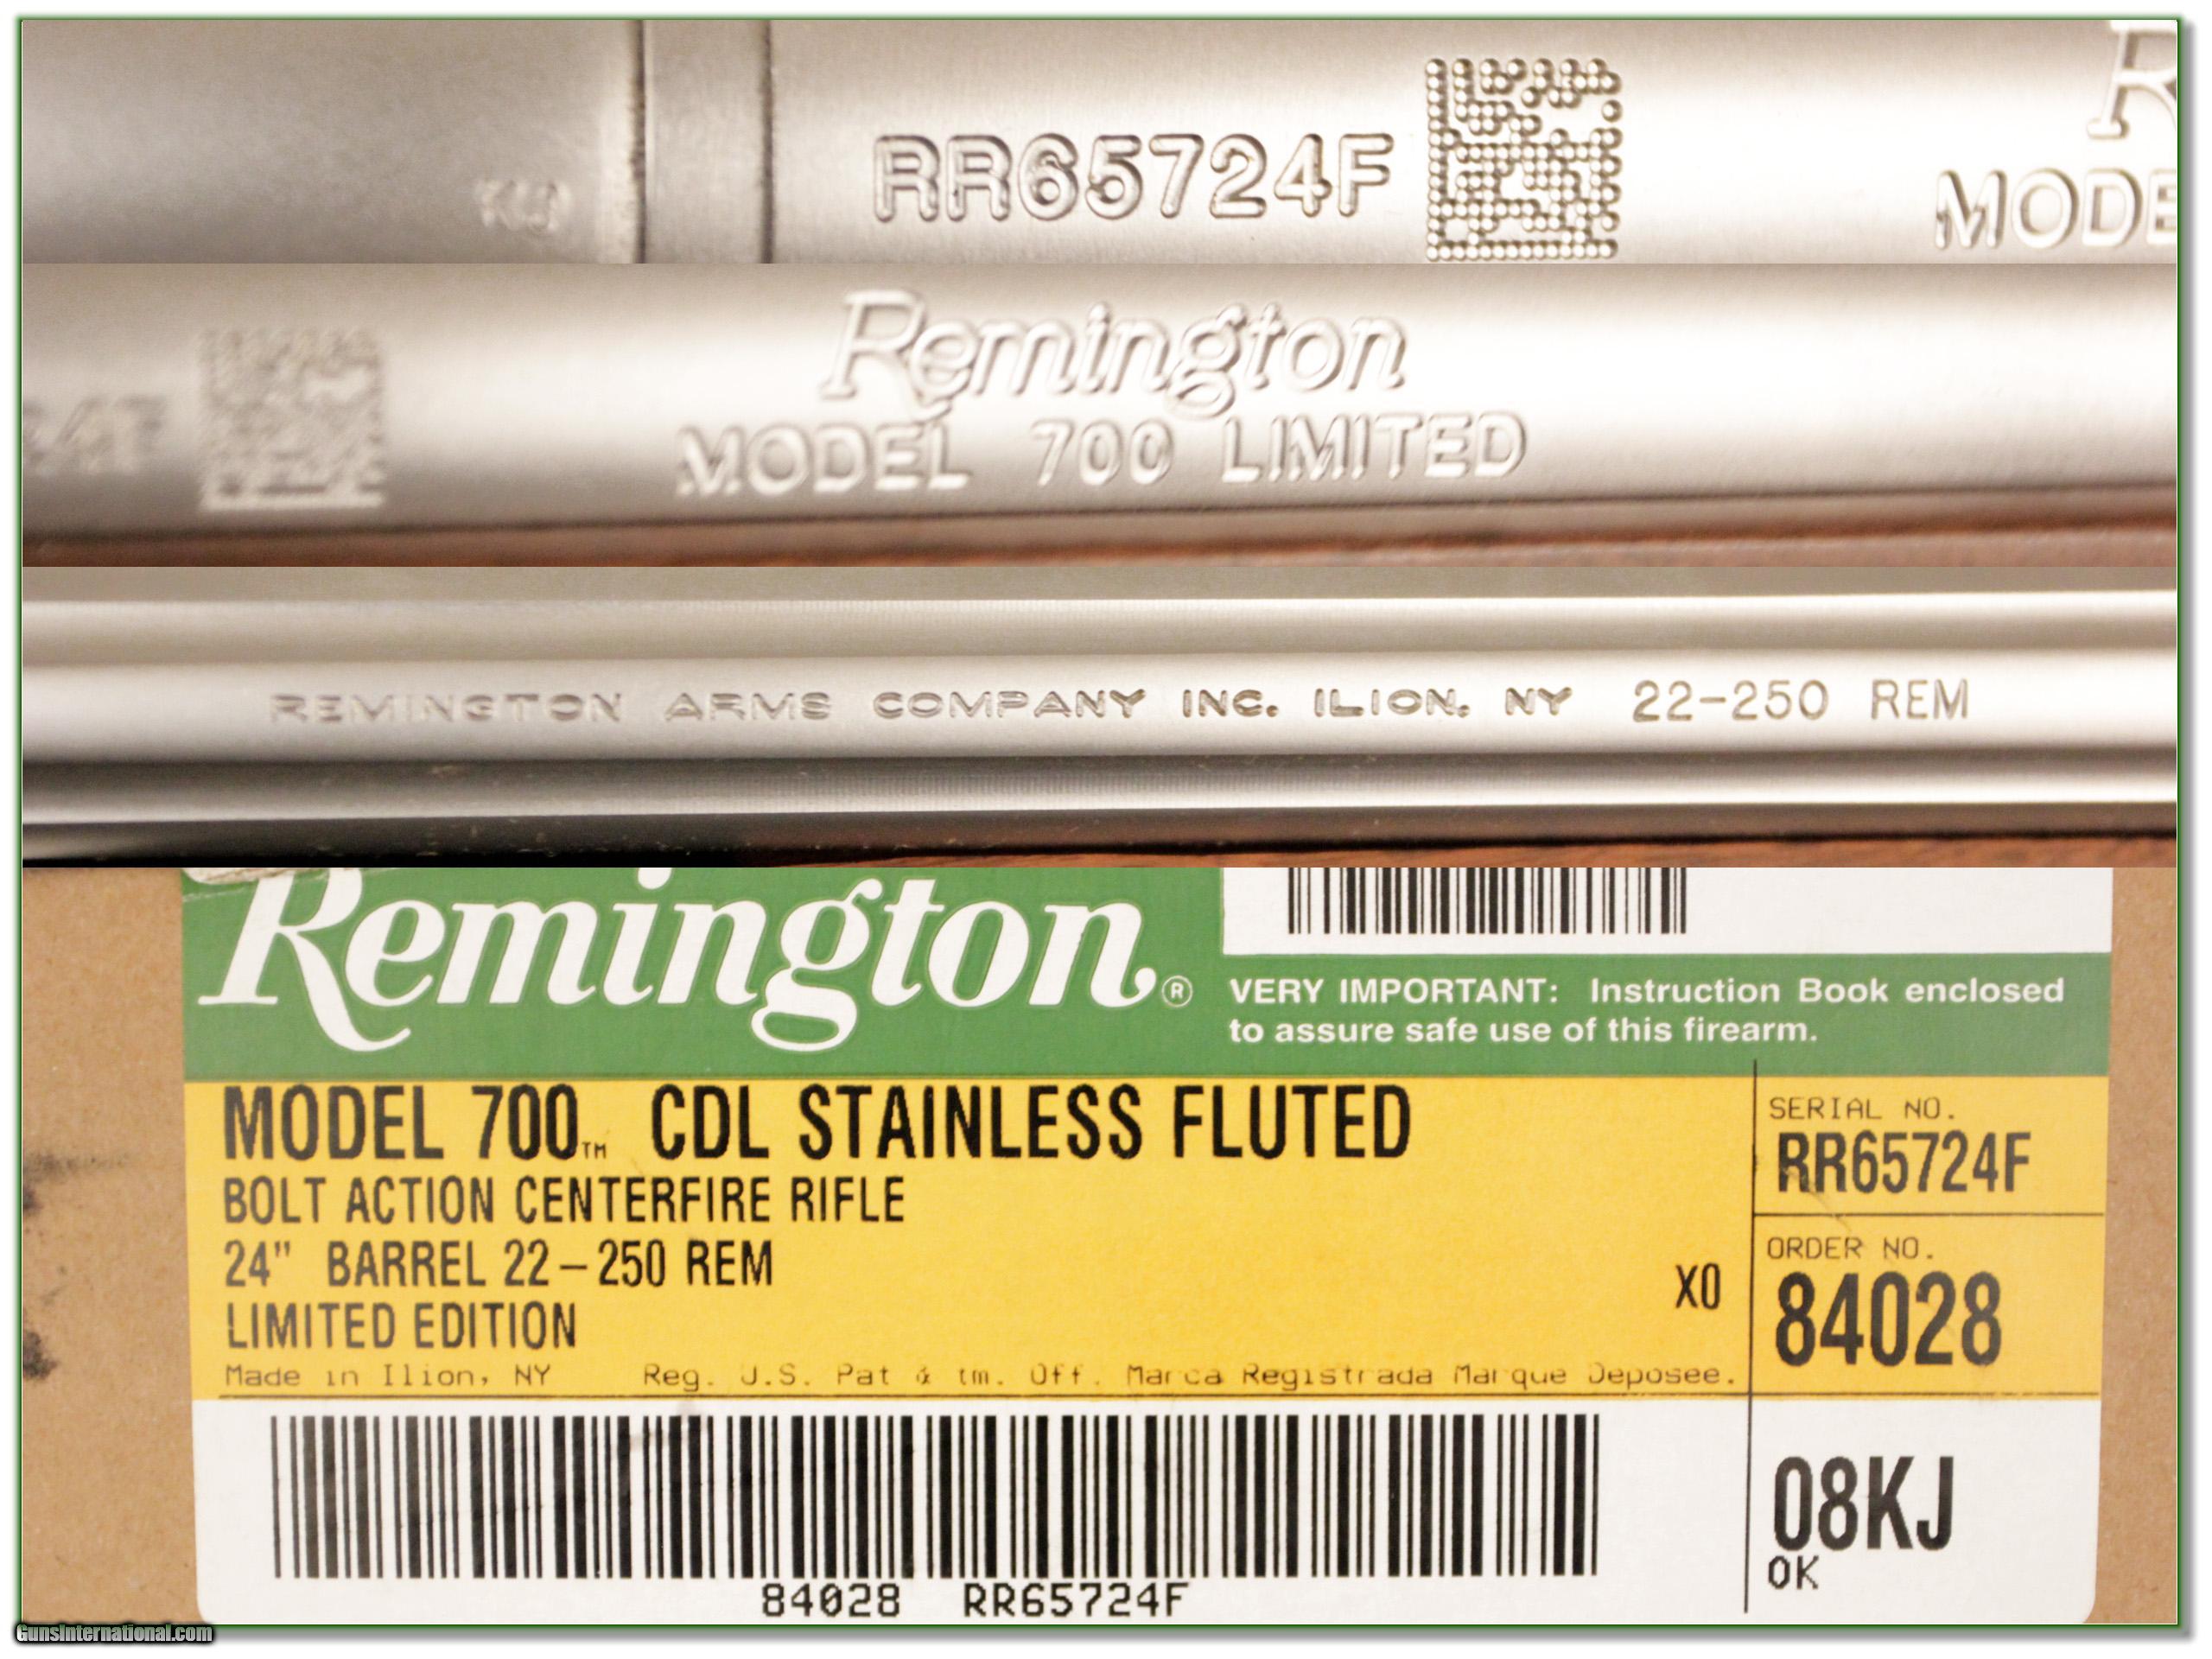 KJ
RR65724F
MODE
Remington
MODEL 700 LIMITED
REMINGTON ARMS COMPANY INC. ILION, NY 22-250 REM
Remington®
VERY IMPORTANT: Instruction Book enclosed
to assure safe use of this firearm.
MODEL 700™ CDL STAINLESS FLUTED
BOLT ACTION CENTERFIRE RIFLE
24" BARREL 22-250 REM
LIMITED EDITION
X0
Made in Ilion, NY Reg. U.S. Pat & tm. Off. Marca Registrada Marque Deposee.
SERIAL NO.
RR65724F
ORDER NO.
84028
08KJ
OK
84028 RR65724F
GunsInternational.com